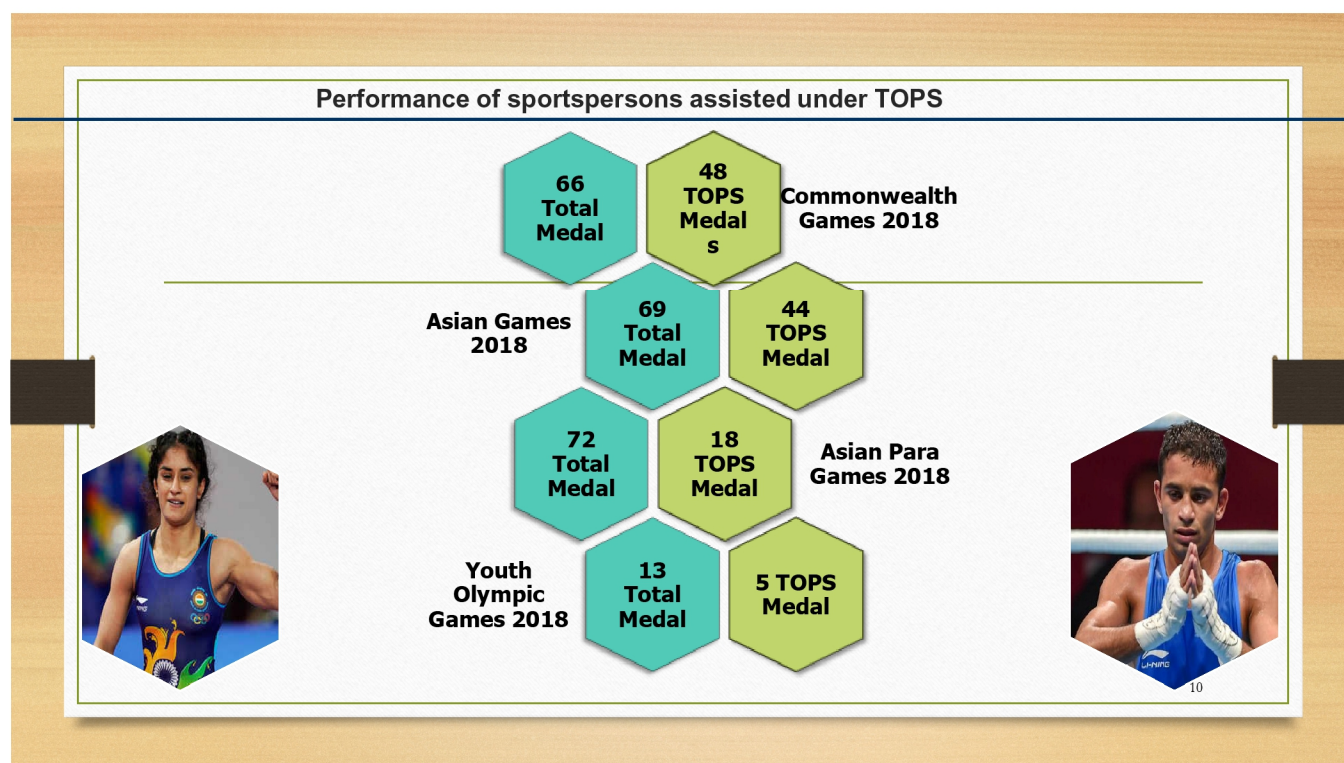 Performance of sportspersons assisted under TOPS
66
Total
Medal
48
TOPS
Medal
s
Commonwealth
Games 2018
Asian Games
2018
69
Total
Medal
44
TOPS
Medal
72
Total
Medal
18
TOPS
Medal
Asian Para
Games 2018
Youth
Olympic
Games 2018
13
Total
Medal
5 TOPS
Medal
LI-NING
10